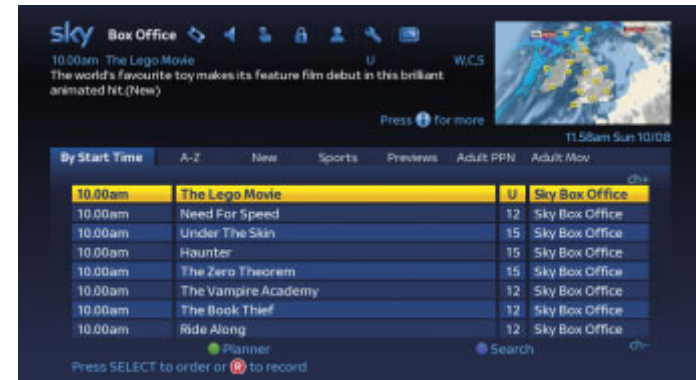 sky Box Office
10.00am The Lego Movie U W,C,S
The world's favourite toy makes its feature film debut in this brilliant
animated hit.(New)
Press i for more
11.58am Sun 10/08
By Start Time A-Z New Sports Previews Adult PPN Adult Mov
ch+
10.00am The Lego Movie U Sky Box Office
10.00am Need For Speed 12 Sky Box Office
10.00am Under The Skin 15 Sky Box Office
10.00am Haunter 15 Sky Box Office
10.00am The Zero Theorem 15 Sky Box Office
10.00am The Vampire Academy 12 Sky Box Office
10.00am The Book Thief 12 Sky Box Office
10.00am Ride Along 12 Sky Box Office
Planner Search ch-
Press SELECT to order or R to record